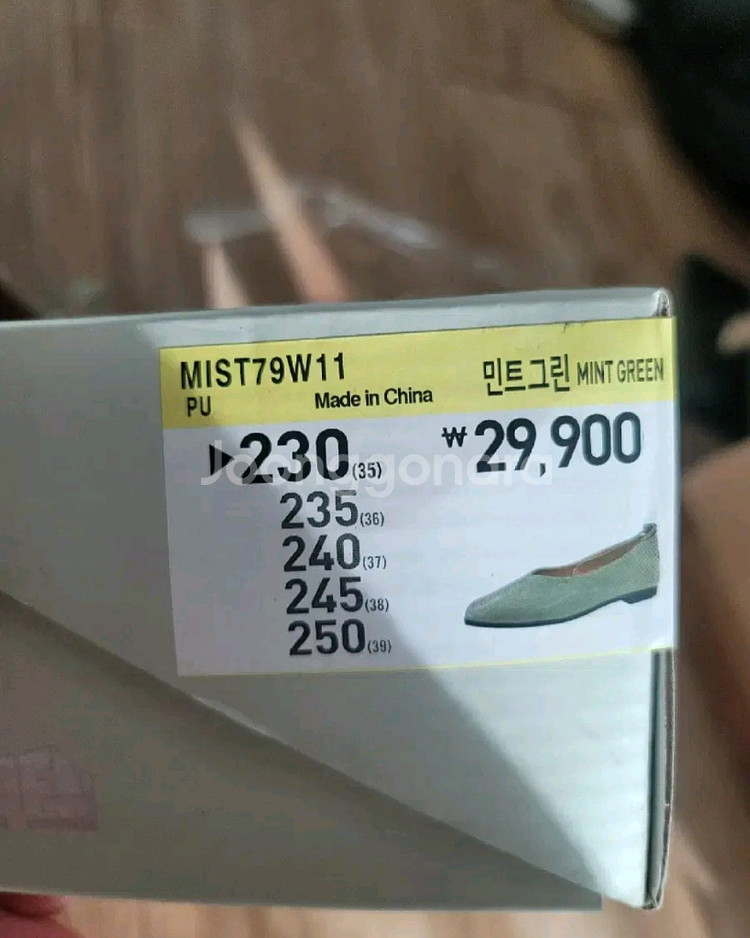 MIST79W11
민트그린 MINT GREEN
PU
Made in China
▶230(35)
₩29,900
Joonggonara
235(36)
240(37)
245(38)
250(39)